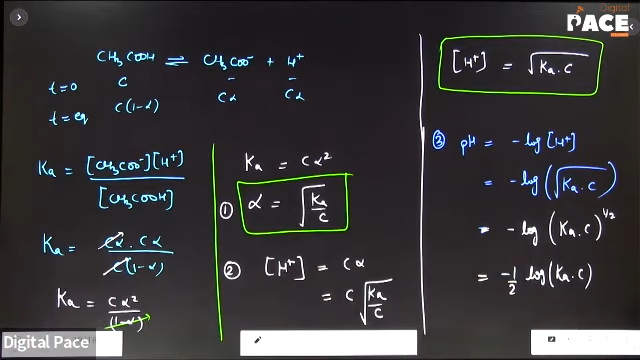 CH₃COOH ⇌ CH₃COO⁻ + H⁺
t=0 C - -
t=eq C(1-α) Cα Cα
Ka = [CH₃COO⁻][H⁺] / [CH₃COOH]
Ka = Cα . Cα / C(1-α)
Ka = Cα² / (1-α)
Ka = Cα²
① α = √(Ka/C)
② [H⁺] = Cα
= C √(Ka/C)
[H⁺] = √(Ka . C)
③ pH = -log [H⁺]
= -log (√(Ka . C))
= -log (Ka . C)^1/2
= -1/2 log (Ka . C)
Digital
PACE
Digital Pace